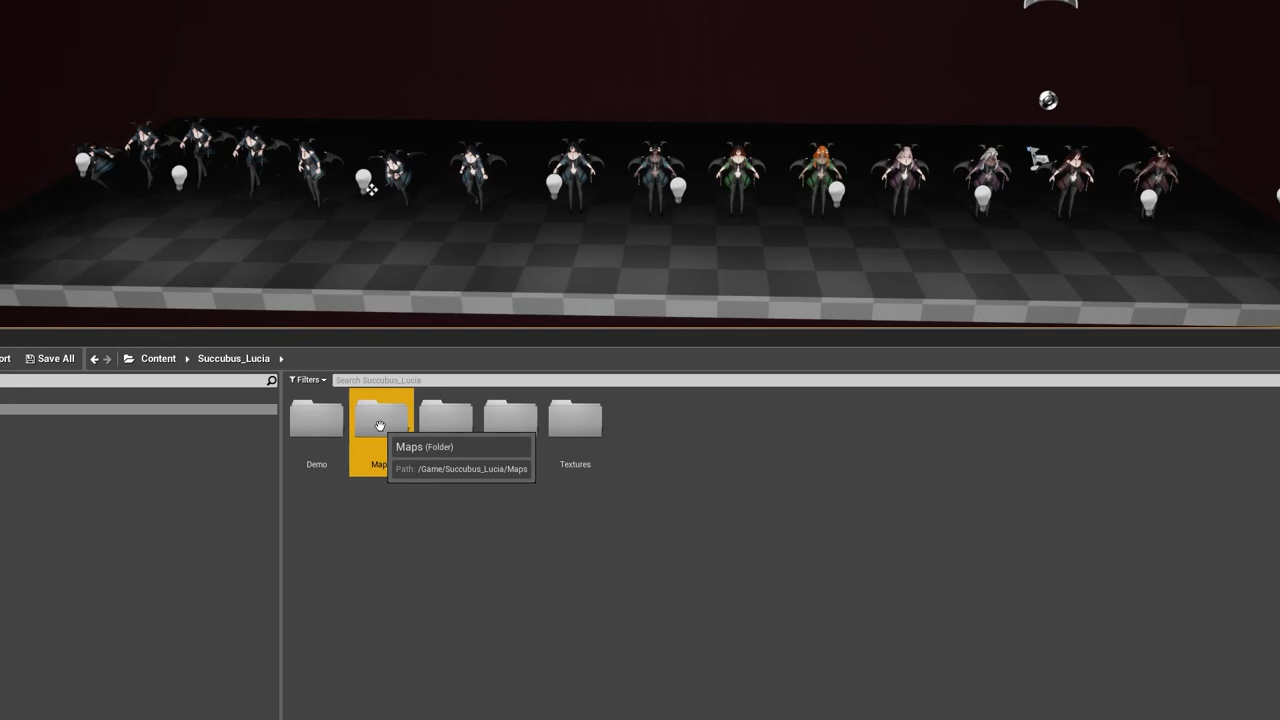 ort Save All Content Succubus_Lucia
Filters Search Succubus_Lucia
Demo Map Textures
Maps (Folder)
Path: /Game/Succubus_Lucia/Maps